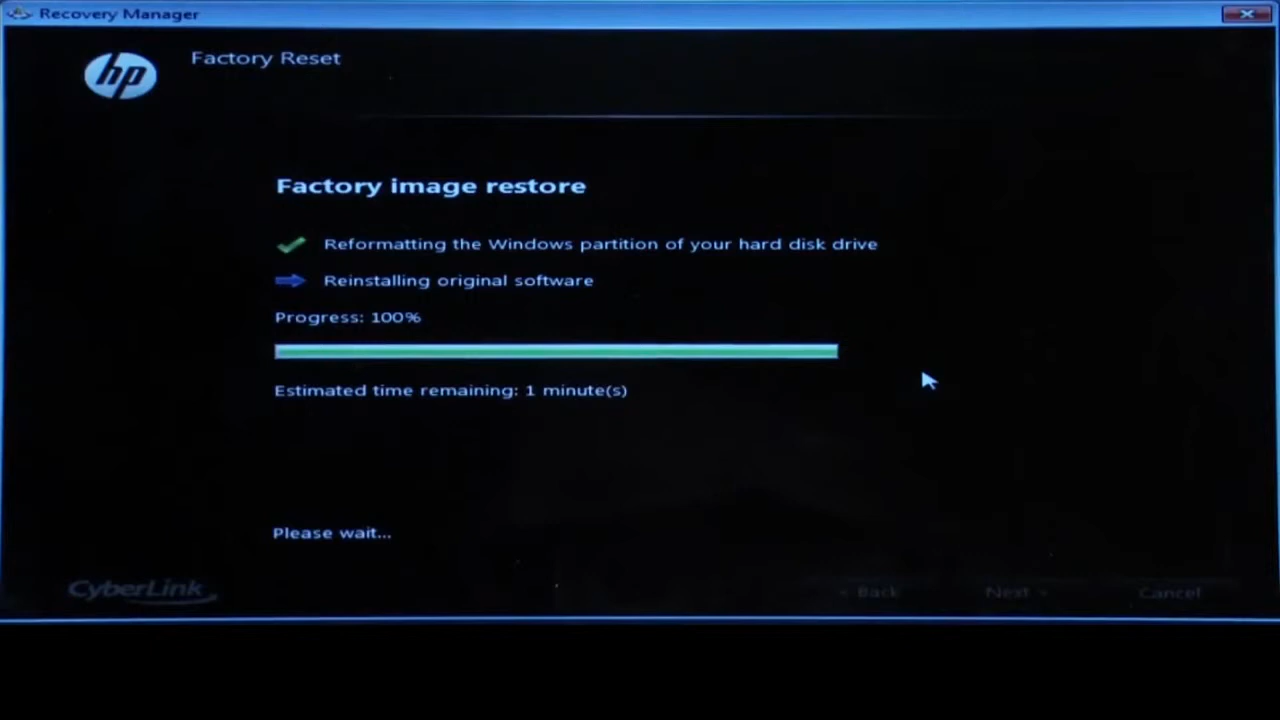 Recovery Manager
hp
Factory Reset
Factory image restore
Reformatting the Windows partition of your hard disk drive
Reinstalling original software
Progress: 100%
Estimated time remaining: 1 minute(s)
Please wait...
CyberLink
Back
Next
Cancel